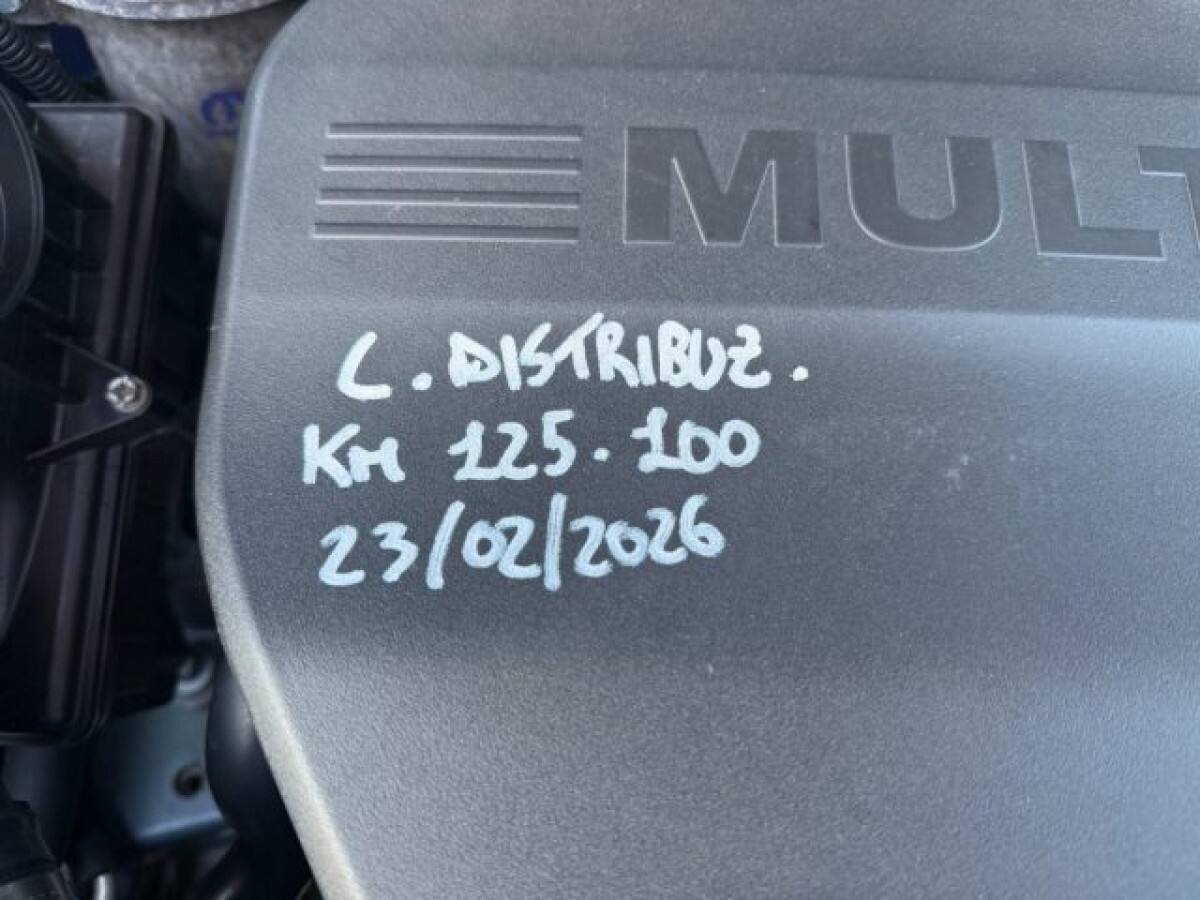 MULT
C. DISTRIBUZ.
KM 125.100
23/02/2026